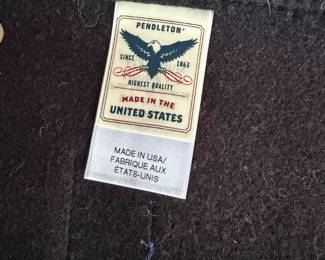 PENDLETON
SINCE 1863
HIGHEST QUALITY
MADE IN THE
UNITED STATES
MADE IN USA/
FABRIQUE AUX
ÉTATS-UNIS